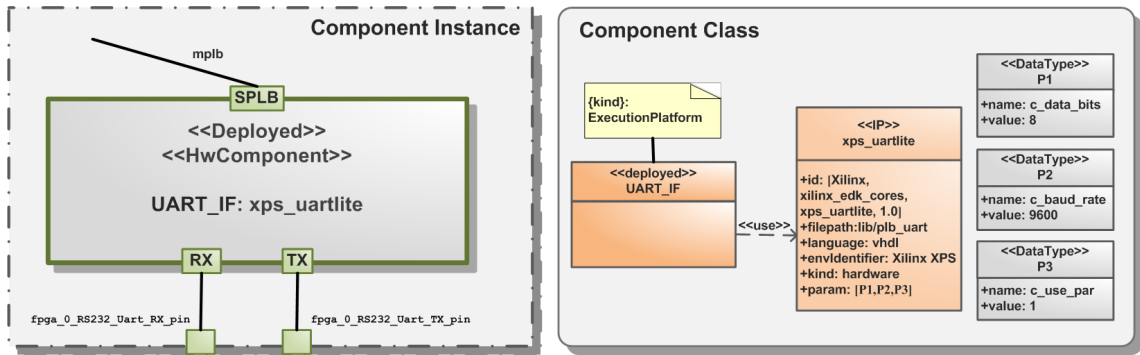 Component Instance
mplb
SPLB
<<Deployed>>
<<HwComponent>>
UART_IF: xps_uartlite
RX
TX
fpga_0_RS232_Uart_RX_pin
fpga_0_RS232_Uart_TX_pin
Component Class
{kind}:
ExecutionPlatform
<<deployed>>
UART_IF
<<use>>
<<IP>>
xps_uartlite
+id: [Xilinx,
xilinx_edk_cores,
xps_uartlite, 1.0]
+filepath:lib/plb_uart
+language: vhdl
+envIdentifier: Xilinx XPS
+kind: hardware
+param: [P1,P2,P3]
<<DataType>>
P1
+name: c_data_bits
+value: 8
<<DataType>>
P2
+name: c_baud_rate
+value: 9600
<<DataType>>
P3
+name: c_use_par
+value: 1